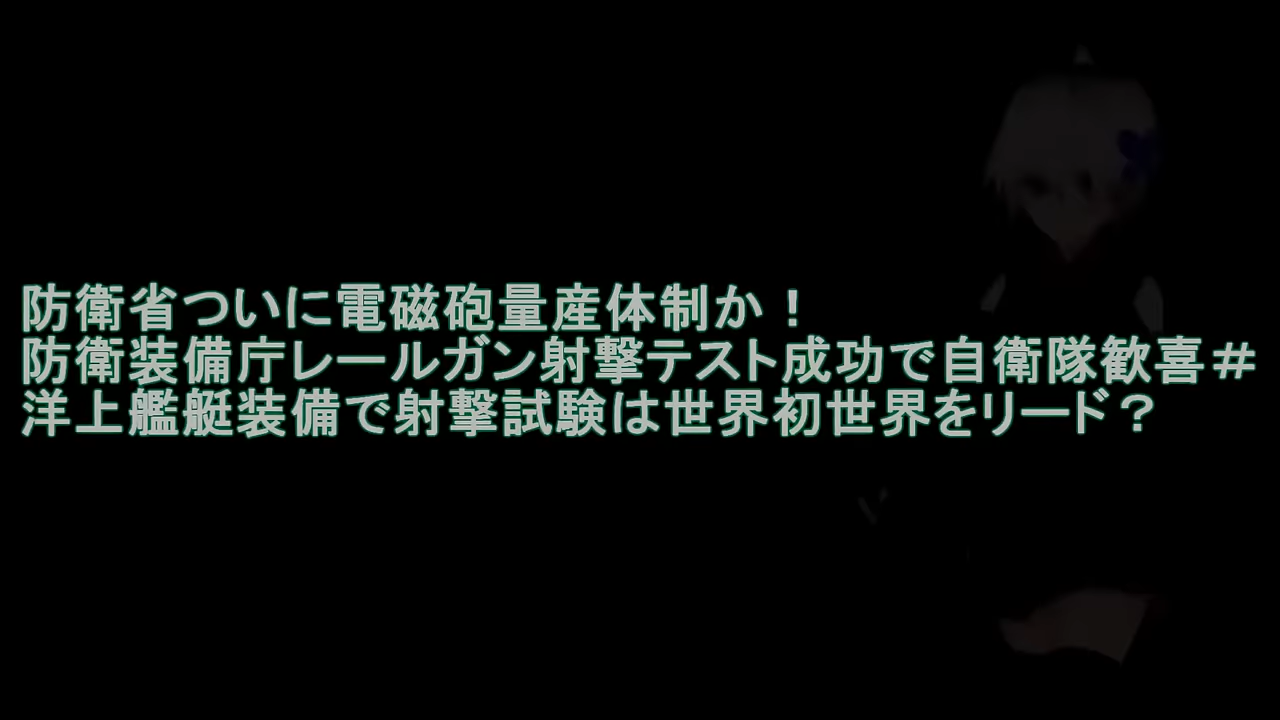 防衛省ついに電磁砲量産体制か！
防衛装備庁レールガン射撃テスト成功で自衛隊歓喜＃
洋上艦艇装備で射撃試験は世界初世界をリード？